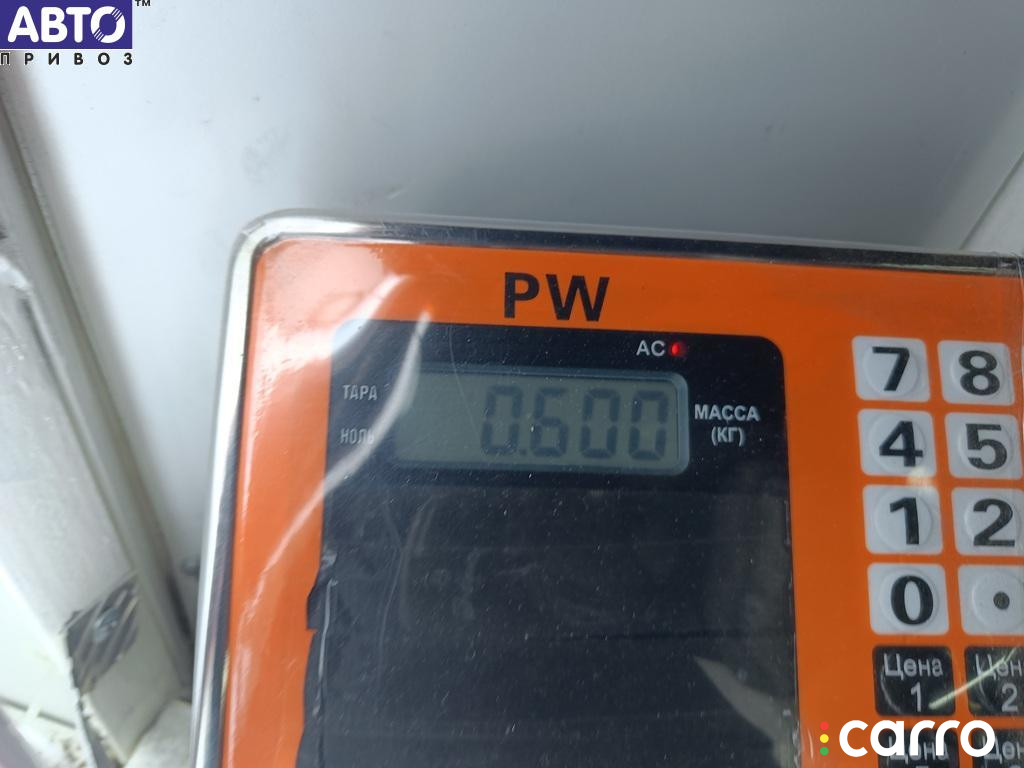 АВТО™
ПРИВОЗ
PW
AC
ТАРА
НОЛЬ
0.600
МАССА
(КГ)
7 8
4 5
1 2
0 .
Цена
1
Цен
2
carro